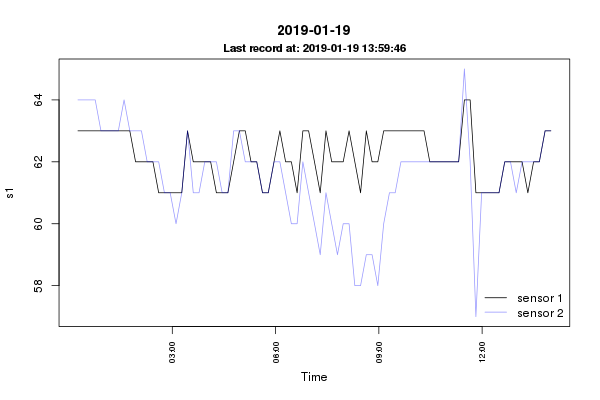 2019-01-19
Last record at: 2019-01-19 13:59:46
64
62
60
58
s1
03:00
06:00
09:00
12:00
Time
sensor 1
sensor 2